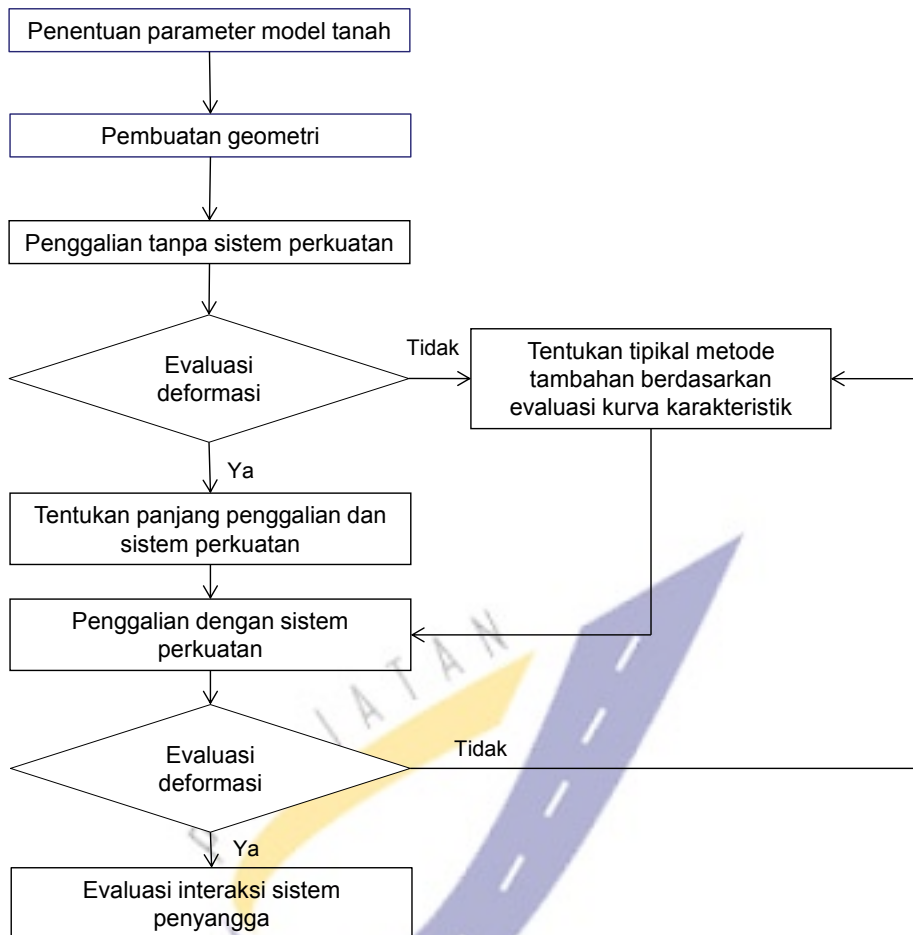 Penentuan parameter model tanah
Pembuatan geometri
Penggalian tanpa sistem perkuatan
Evaluasi
deformasi
Tidak
Tentukan tipikal metode
tambahan berdasarkan
evaluasi kurva karakteristik
Ya
Tentukan panjang penggalian dan
sistem perkuatan
Penggalian dengan sistem
perkuatan
Evaluasi
deformasi
Tidak
Ya
Evaluasi interaksi sistem
penyangga